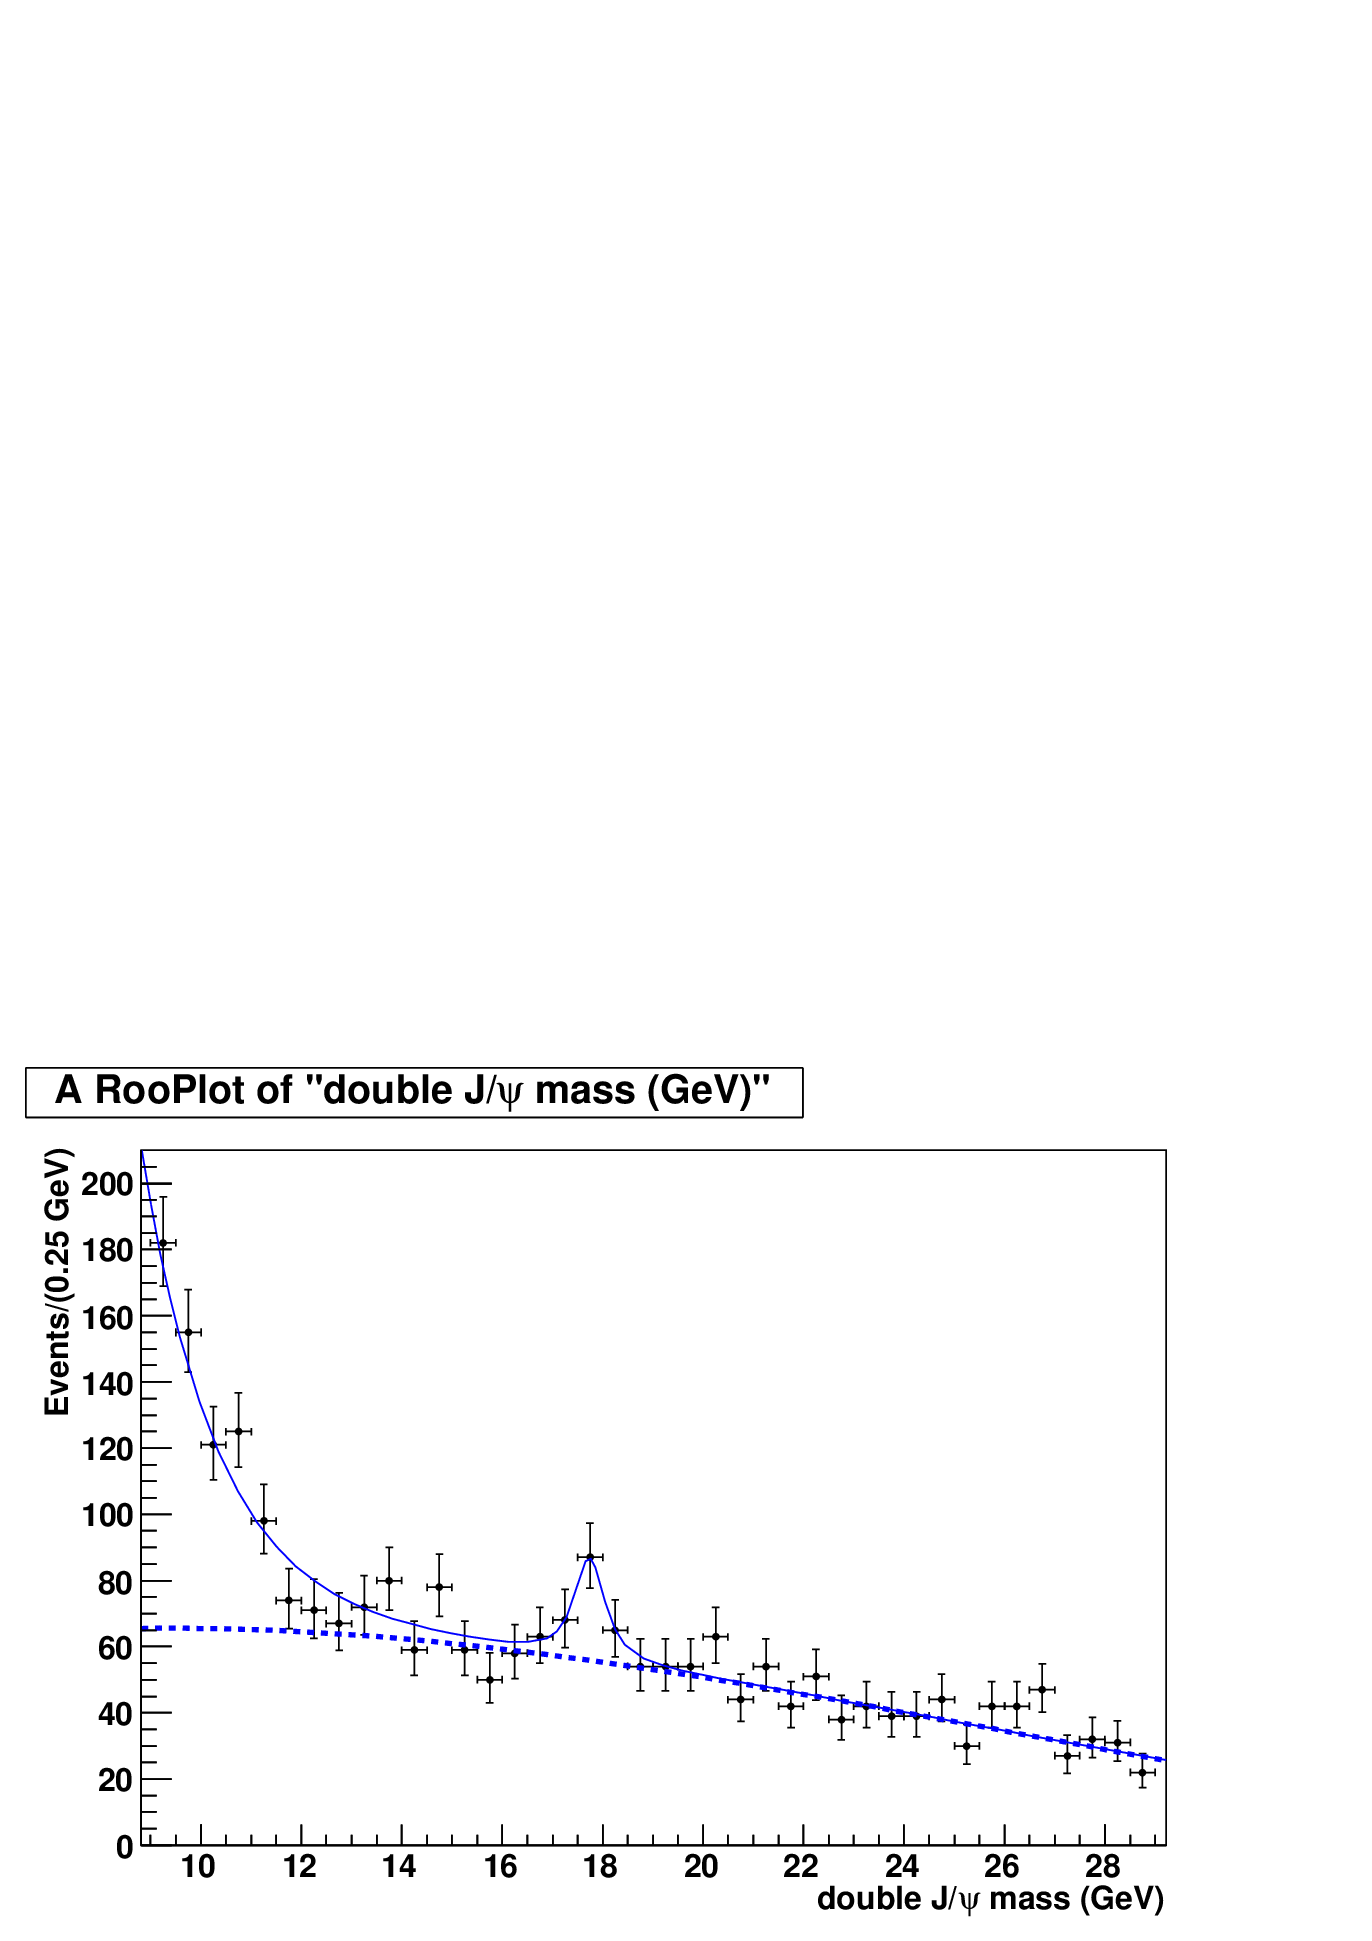 A RooPlot of "double J/ψ mass (GeV)"
Events/(0.25 GeV)
200
180
160
140
120
100
80
60
40
20
0
10 12 14 16 18 20 22 24 26 28
double J/ψ mass (GeV)